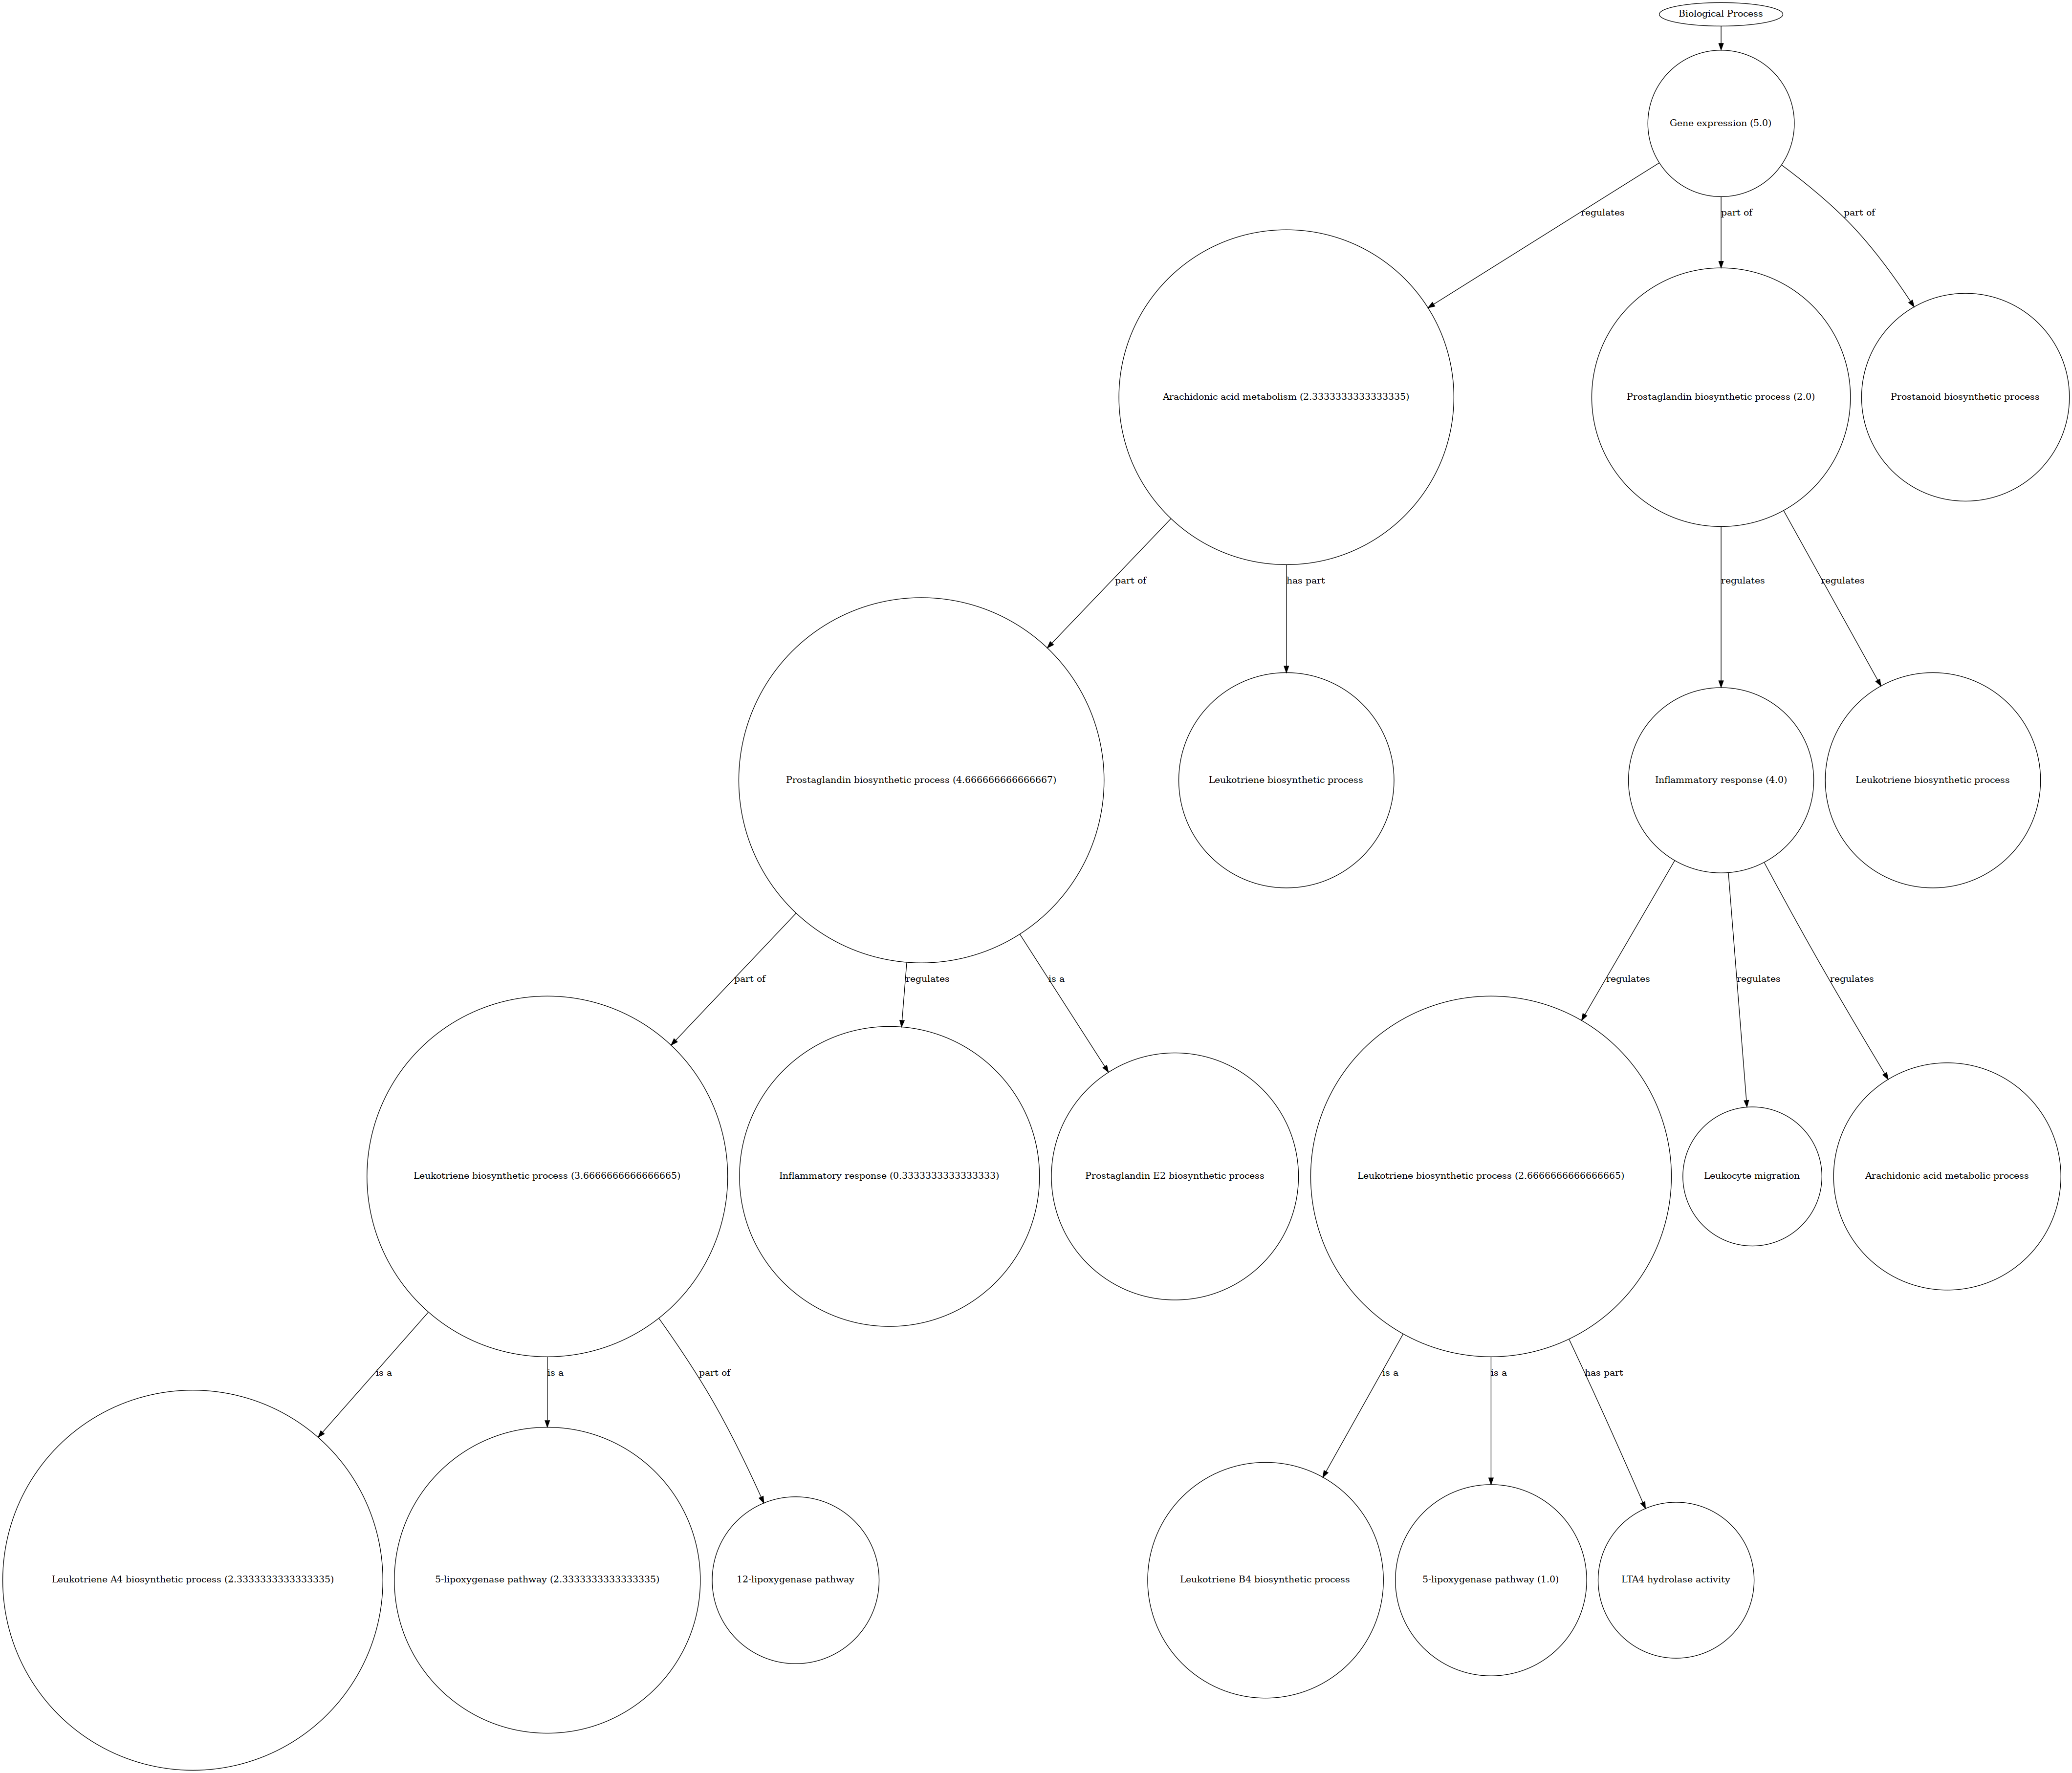 Biological Process
Gene expression (5.0)
regulates
part of
part of
Arachidonic acid metabolism (2.3333333333333335)
Prostaglandin biosynthetic process (2.0)
Prostanoid biosynthetic process
part of
has part
regulates
regulates
Prostaglandin biosynthetic process (4.666666666666667)
Leukotriene biosynthetic process
Inflammatory response (4.0)
Leukotriene biosynthetic process
part of
regulates
is a
regulates
regulates
regulates
Leukotriene biosynthetic process (3.6666666666666665)
Inflammatory response (0.3333333333333333)
Prostaglandin E2 biosynthetic process
Leukotriene biosynthetic process (2.6666666666666665)
Leukocyte migration
Arachidonic acid metabolic process
is a
is a
part of
is a
is a
has part
Leukotriene A4 biosynthetic process (2.3333333333333335)
5-lipoxygenase pathway (2.3333333333333335)
12-lipoxygenase pathway
Leukotriene B4 biosynthetic process
5-lipoxygenase pathway (1.0)
LTA4 hydrolase activity